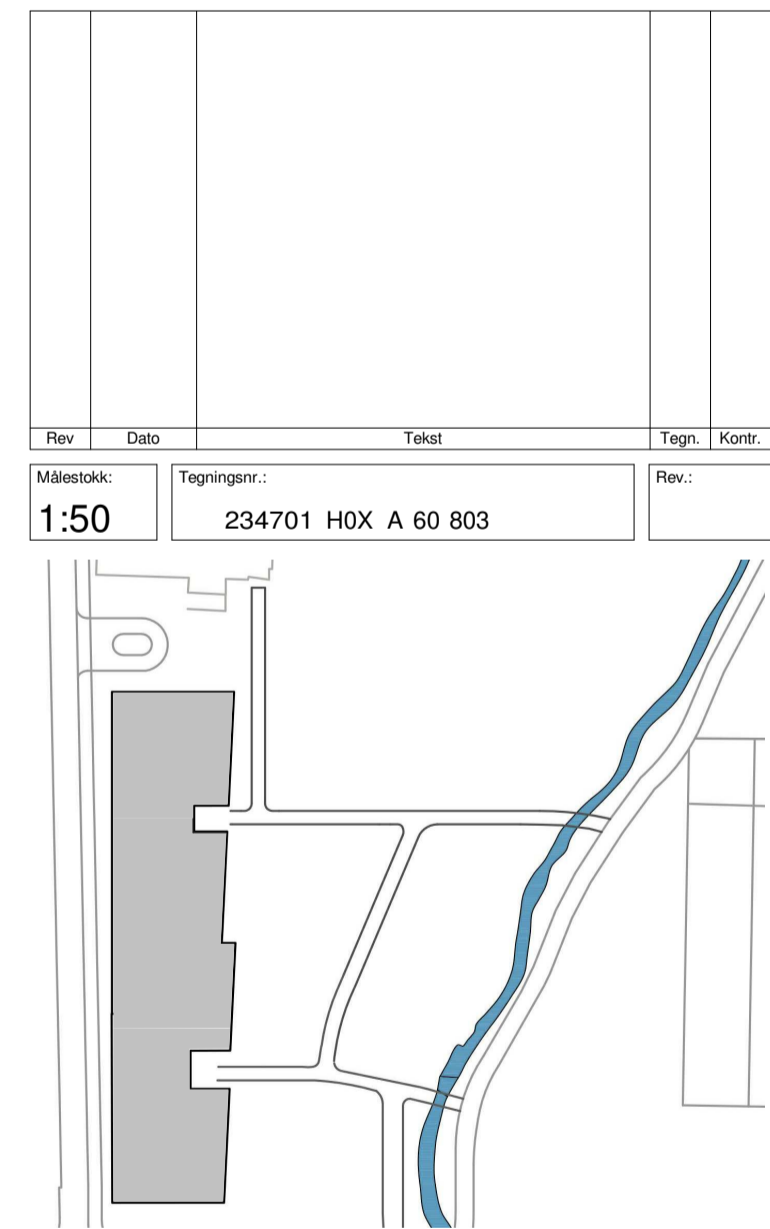 Rev Dato Tekst Tegn. Kontr.
Målestokk: Tegningsnr.: Rev.:
1:50 234701 H0X A 60 803